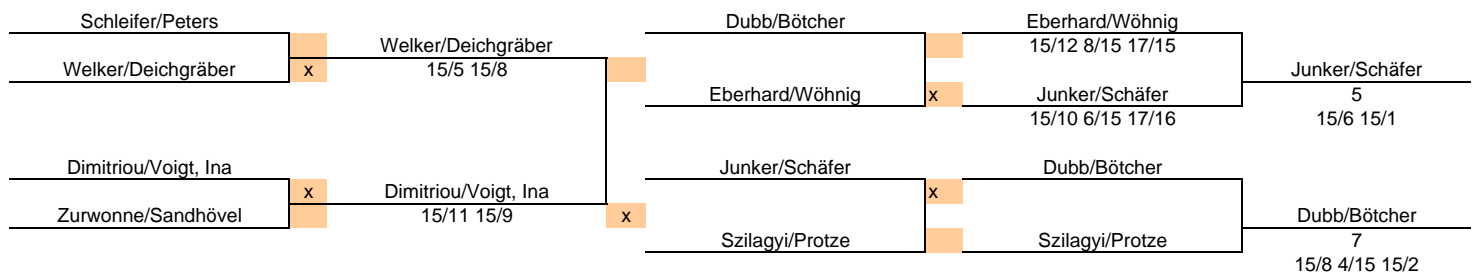 Schleifer/Peters
Dubb/Bötcher
Eberhard/Wöhnig
Welker/Deichgräber
15/12 8/15 17/15
Welker/Deichgräber
x
15/5 15/8
Junker/Schäfer
Eberhard/Wöhnig
x
Junker/Schäfer
5
15/10 6/15 17/16
15/6 15/1
Dimitriou/Voigt, Ina
Junker/Schäfer
Dubb/Bötcher
x
Dimitriou/Voigt, Ina
x
Zurwonne/Sandhövel
15/11 15/9
x
Dubb/Bötcher
Szilagyi/Protze
Szilagyi/Protze
7
15/8 4/15 15/2